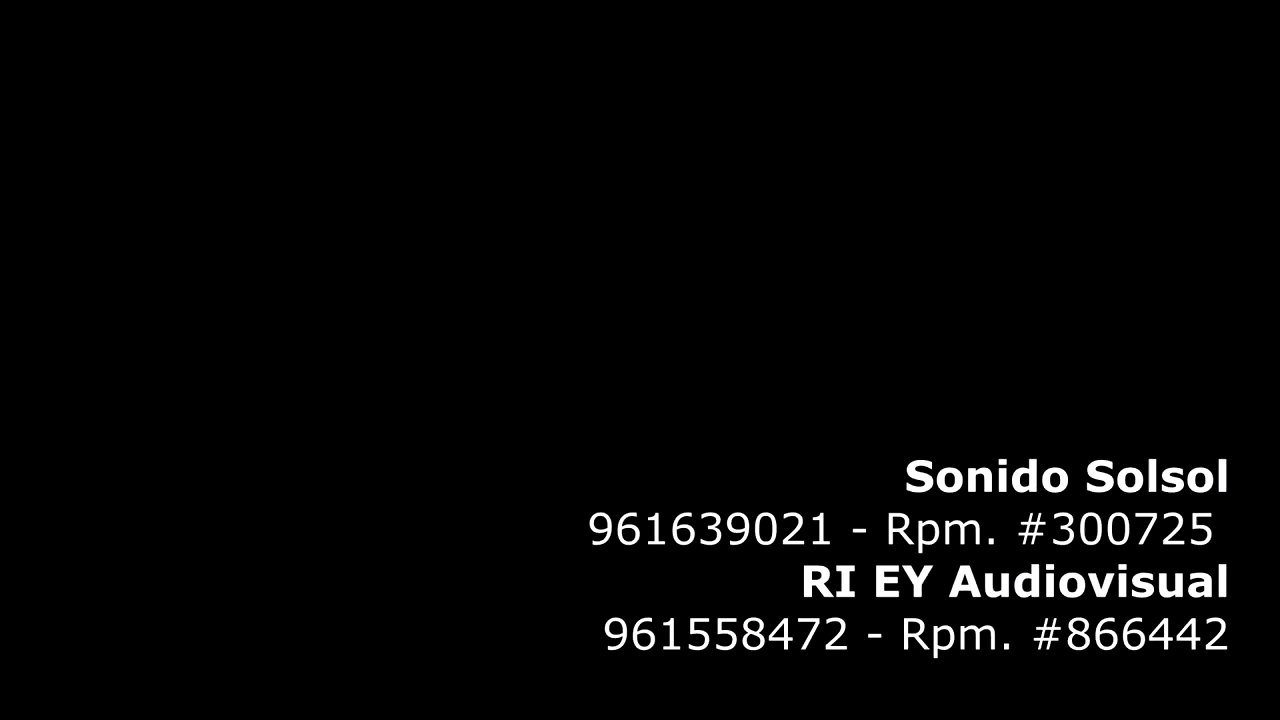 Sonido Solsol
961639021 - Rpm. #300725
RI EY Audiovisual
961558472 - Rpm. #866442